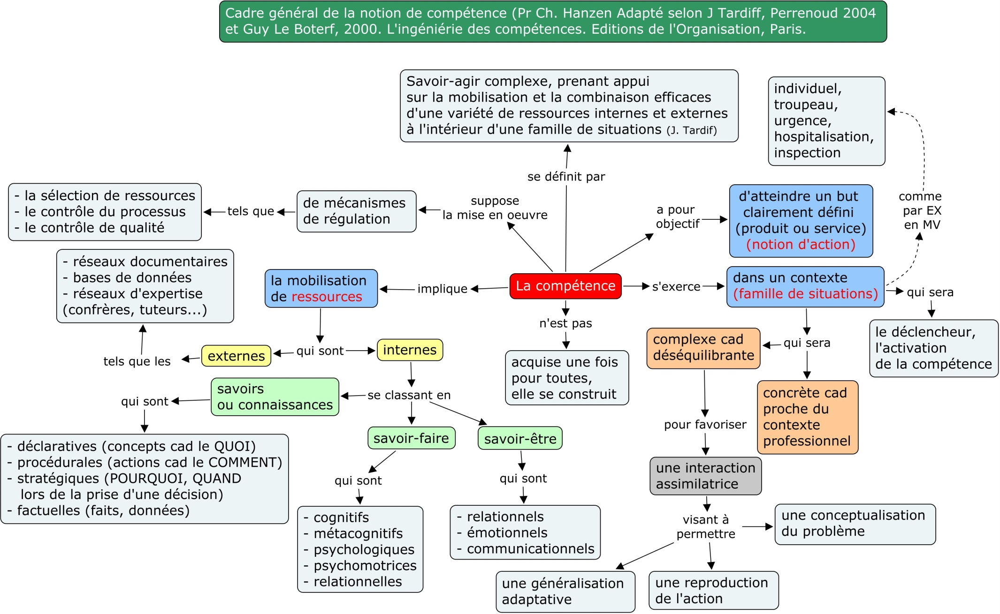 Cadre général de la notion de compétence (Pr Ch. Hanzen Adapté selon J Tardiff, Perrenoud 2004
et Guy Le Boterf, 2000. L'ingéniérie des compétences. Editions de l'Organisation, Paris.
Savoir-agir complexe, prenant appui
sur la mobilisation et la combinaison efficaces
d'une variété de ressources internes et externes
à l'intérieur d'une famille de situations (J. Tardif)
individuel,
troupeau,
urgence,
hospitalisation,
inspection
se définit par
- la sélection de ressources
- le contrôle du processus
- le contrôle de qualité
tels que
de mécanismes
de régulation
suppose
la mise en oeuvre
a pour
objectif
d'atteindre un but
clairement défini
(produit ou service)
(notion d'action)
comme
par EX
en MV
- réseaux documentaires
- bases de données
- réseaux d'expertise
(confrères, tuteurs...)
la mobilisation
de ressources
implique
La compétence
s'exerce
dans un contexte
(famille de situations)
qui sera
le déclencheur,
l'activation
de la compétence
n'est pas
acquise une fois
pour toutes,
elle se construit
tels que les
externes
qui sont
internes
complexe cad
déséquilibrante
qui sera
concrète cad
proche du
contexte
professionnel
qui sont
savoirs
ou connaissances
se classant en
pour favoriser
savoir-faire
savoir-être
- déclaratives (concepts cad le QUOI)
- procédurales (actions cad le COMMENT)
- stratégiques (POURQUOI, QUAND
lors de la prise d'une décision)
- factuelles (faits, données)
qui sont
qui sont
une interaction
assimilatrice
- cognitifs
- métacognitifs
- psychologiques
- psychomotrices
- relationnelles
- relationnels
- émotionnels
- communicationnels
visant à
permettre
une conceptualisation
du problème
une généralisation
adaptative
une reproduction
de l'action